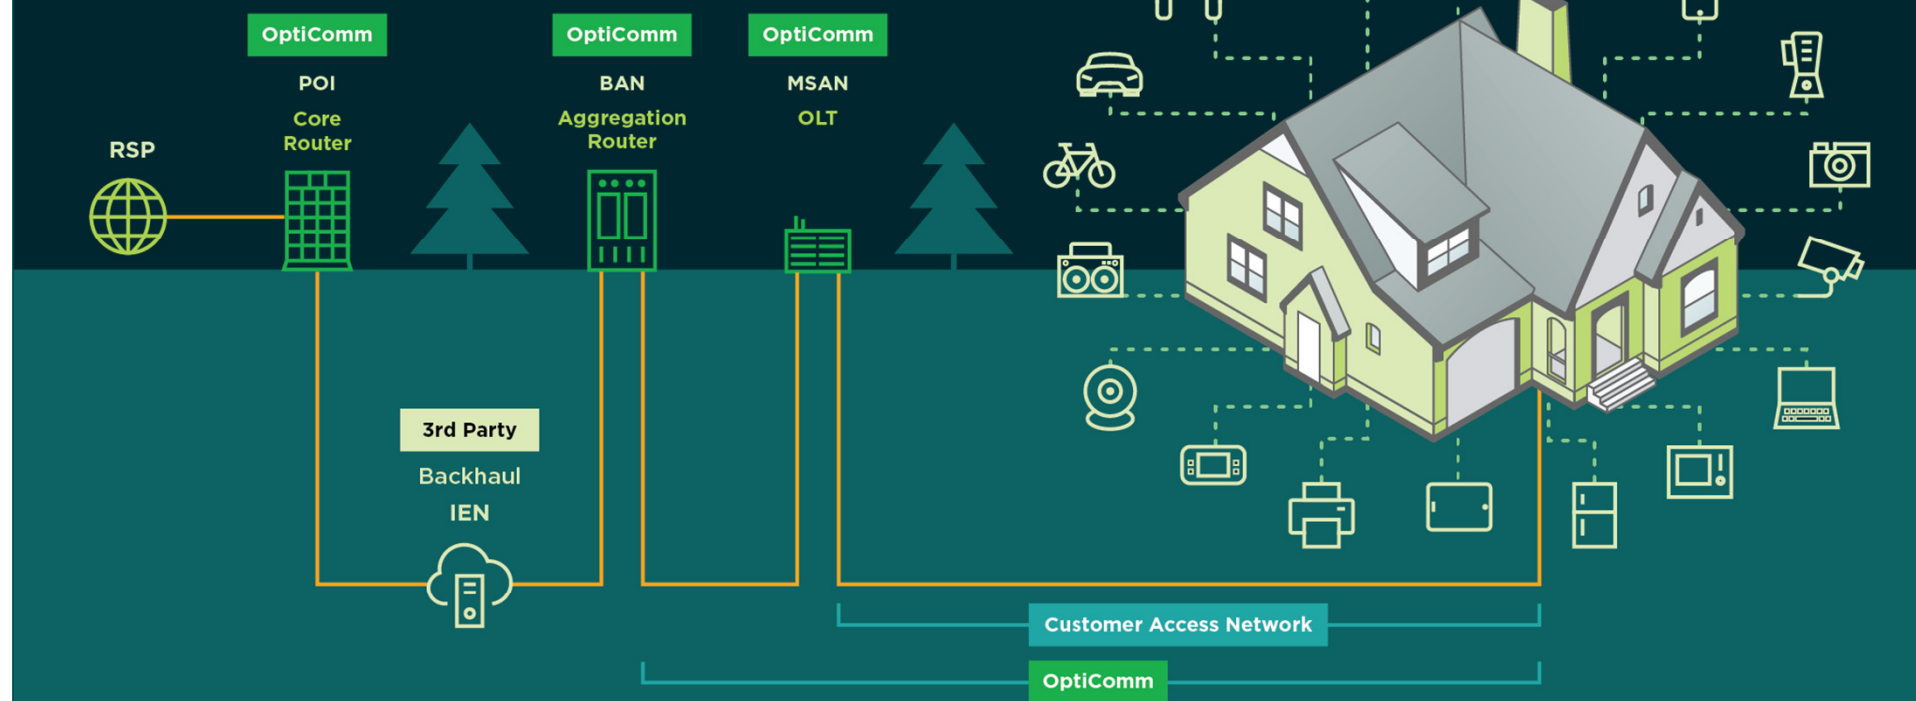 OptiComm
OptiComm
OptiComm
POI
BAN
MSAN
Core
Router
Aggregation
Router
OLT
RSP
3rd Party
Backhaul
IEN
Customer Access Network
OptiComm